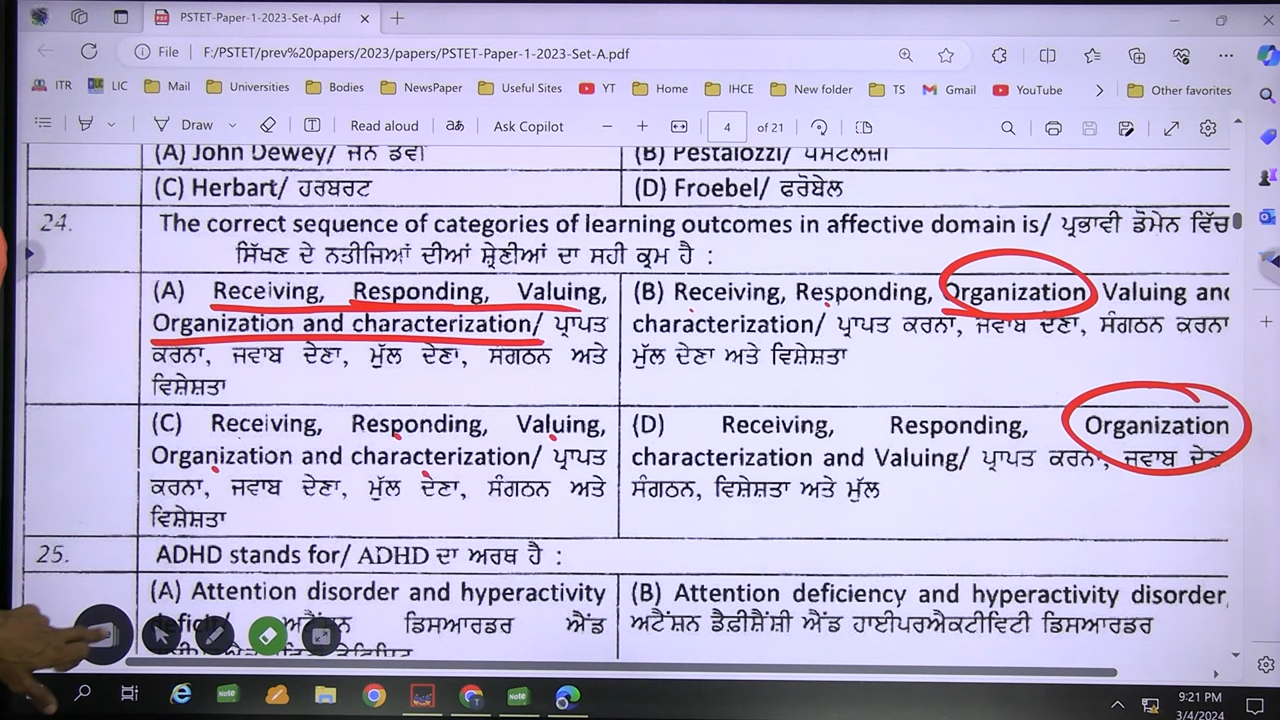 PSTET-Paper-1-2023-Set-A.pdf
File F:/PSTET/prev%20papers/2023/papers/PSTET-Paper-1-2023-Set-A.pdf
ITR LIC Mail Universities Bodies NewsPaper Useful Sites YT Home IHCE New folder TS Gmail YouTube Other favorites
Draw Read aloud Ask Copilot 4 of 21
(A) John Dewey/ ਜੌਨ ਡੇਵੀ (B) Pestalozzi/
(C) Herbart/ ਹਰਬਰਟ (D) Froebel/ ਫਰੋਬੇਲ
24. The correct sequence of categories of learning outcomes in affective domain is/ ਪ੍ਰਭਾਵੀ ਡੋਮੇਨ ਵਿੱਚ
ਸਿੱਖਣ ਦੇ ਨਤੀਜਿਆਂ ਦੀਆਂ ਸ਼੍ਰੇਣੀਆਂ ਦਾ ਸਹੀ ਕ੍ਰਮ ਹੈ :
(A) Receiving, Responding, Valuing,
Organization and characterization/ ਪ੍ਰਾਪਤ
ਕਰਨਾ, ਜਵਾਬ ਦੇਣਾ, ਮੁੱਲ ਦੇਣਾ, ਸੰਗਠਨ ਅਤੇ
ਵਿਸ਼ੇਸ਼ਤਾ
(B) Receiving, Responding, Organization, Valuing and
characterization/ ਪ੍ਰਾਪਤ ਕਰਨਾ, ਜਵਾਬ ਦੇਣਾ, ਸੰਗਠਨ ਕਰਨਾ
ਮੁੱਲ ਦੇਣਾ ਅਤੇ ਵਿਸ਼ੇਸ਼ਤਾ
(C) Receiving, Responding, Valuing,
Organization and characterization/ ਪ੍ਰਾਪਤ
ਕਰਨਾ, ਜਵਾਬ ਦੇਣਾ, ਮੁੱਲ ਦੇਣਾ, ਸੰਗਠਨ ਅਤੇ
ਵਿਸ਼ੇਸ਼ਤਾ
(D) Receiving, Responding, Organization
characterization and Valuing/ ਪ੍ਰਾਪਤ ਕਰਨਾ, ਜਵਾਬ ਦੇਣਾ
ਸੰਗਠਨ, ਵਿਸ਼ੇਸ਼ਤਾ ਅਤੇ ਮੁੱਲ
25. ADHD stands for/ ADHD ਦਾ ਅਰਥ ਹੈ :
(A) Attention disorder and hyperactivity
deficit/ ਅਟੈਂਸ਼ਨ ਡਿਸਆਰਡਰ ਐਂਡ
(B) Attention deficiency and hyperactivity disorder/
ਅਟੈਂਸ਼ਨ ਡੈਫ਼ੀਸ਼ੈਂਸੀ ਐਂਡ ਹਾਈਪਰਐਕਟੀਵਿਟੀ ਡਿਸਆਰਡਰ
Note Note
9:21 PM
3/4/2024